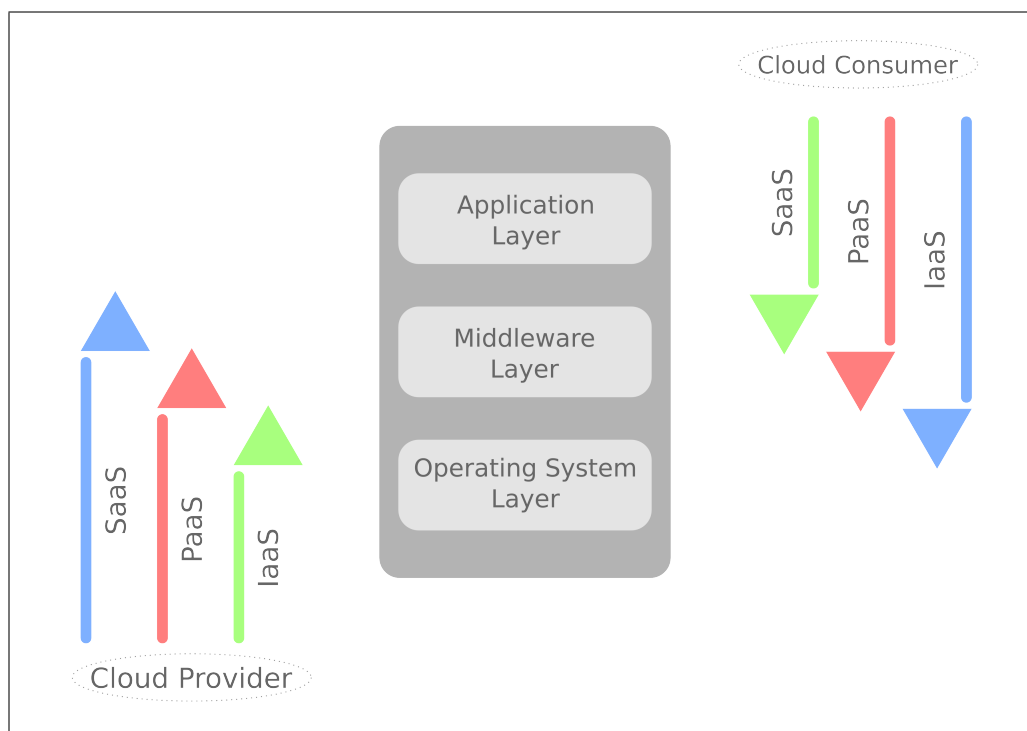 Cloud Consumer
SaaS
PaaS
IaaS
Application
Layer
Middleware
Layer
Operating System
Layer
SaaS
PaaS
IaaS
Cloud Provider